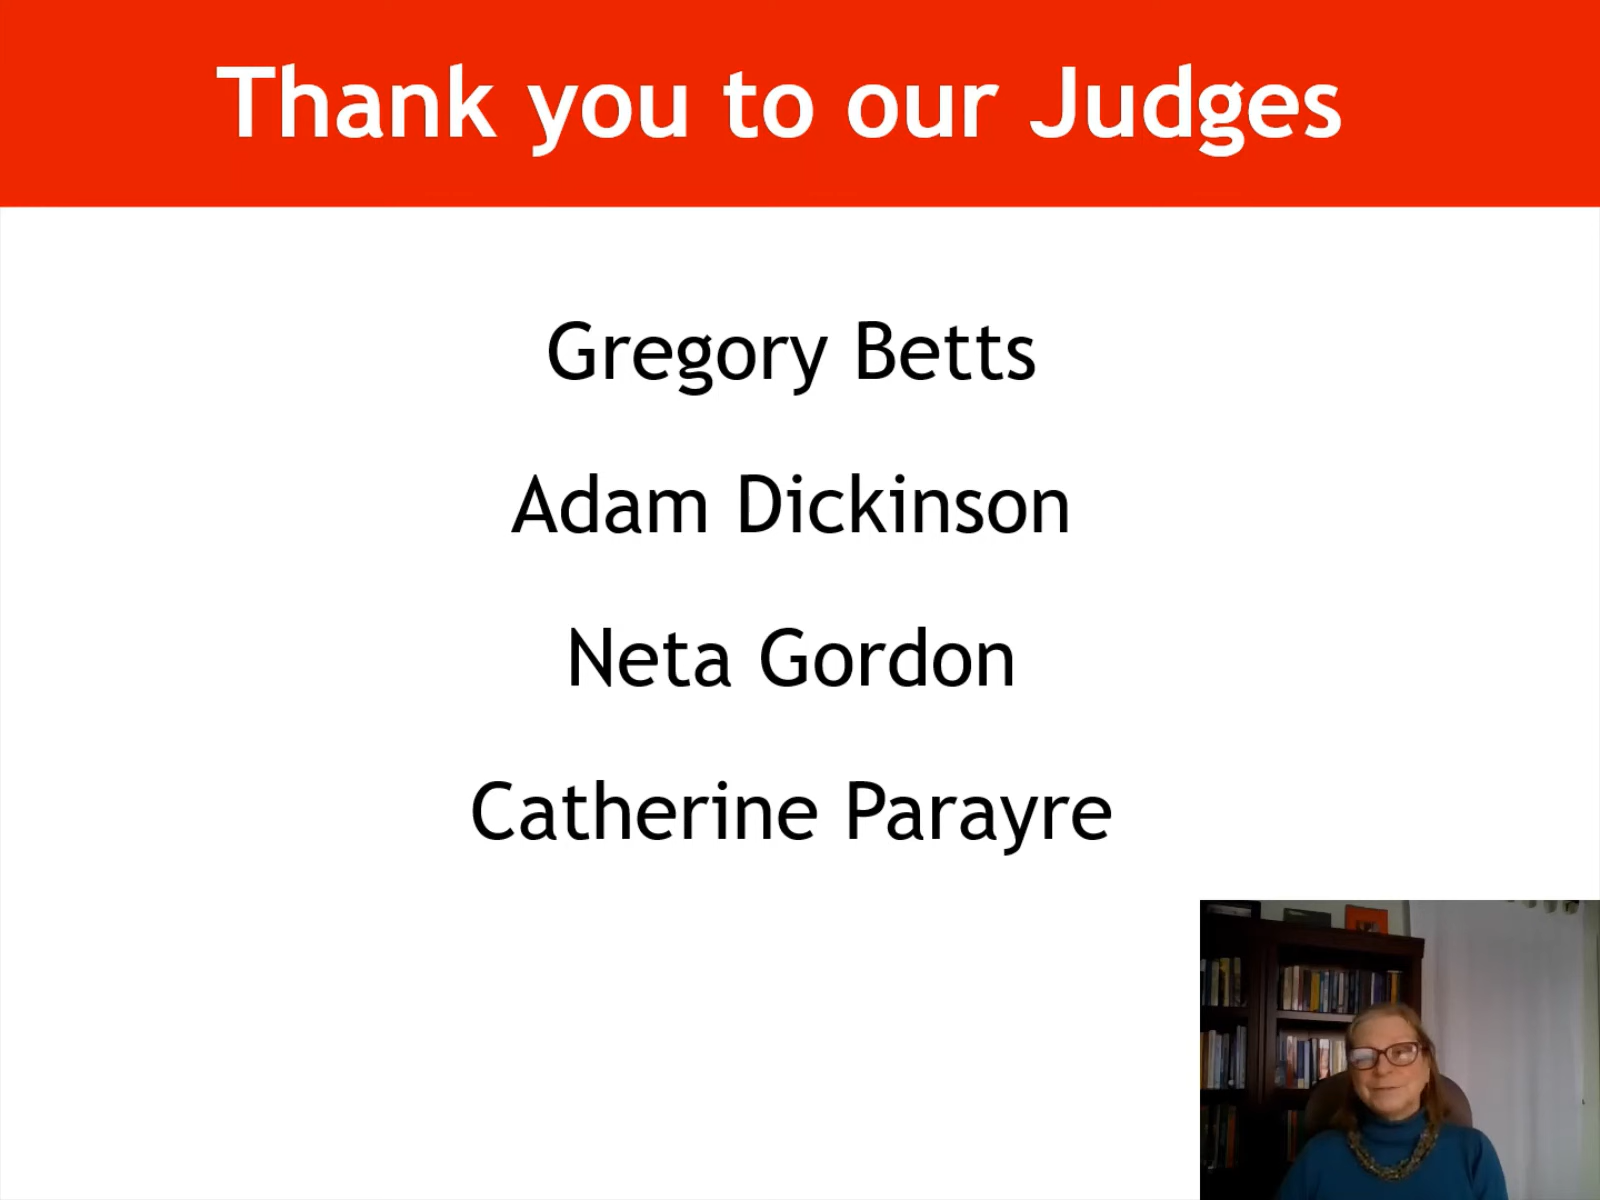 Thank you to our Judges
Gregory Betts
Adam Dickinson
Neta Gordon
Catherine Parayre